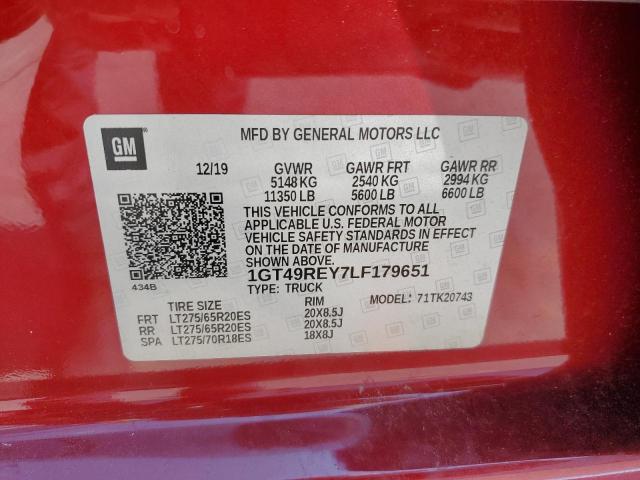 GM
MFD BY GENERAL MOTORS LLC
12/19 GVWR GAWR FRT GAWR RR
5148 KG 2540 KG 2994 KG
11350 LB 5600 LB 6600 LB
THIS VEHICLE CONFORMS TO ALL
APPLICABLE U.S. FEDERAL MOTOR
VEHICLE SAFETY STANDARDS IN EFFECT
ON THE DATE OF MANUFACTURE
SHOWN ABOVE.
1GT49REY7LF179651
434B TYPE: TRUCK
MODEL: 71TK20743
TIRE SIZE RIM
FRT LT275/65R20ES 20X8.5J
RR LT275/65R20ES 20X8.5J
SPA LT275/70R18ES 18X8J